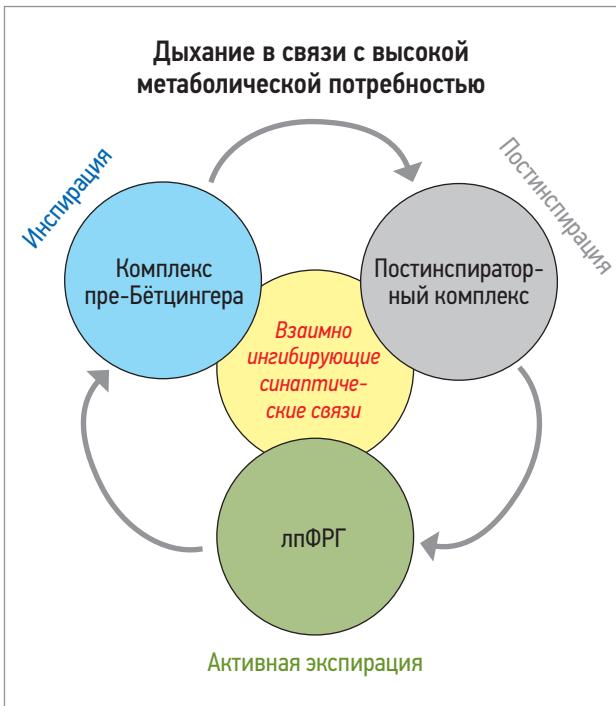 Дыхание в связи с высокой
метаболической потребностью
Инспирация
Постинспирация
Комплекс
пре-Бётцингера
Постинспиратор-
ный комплекс
Взаимно
ингибирующие
синаптиче-
ские связи
лпФРГ
Активная экспирация